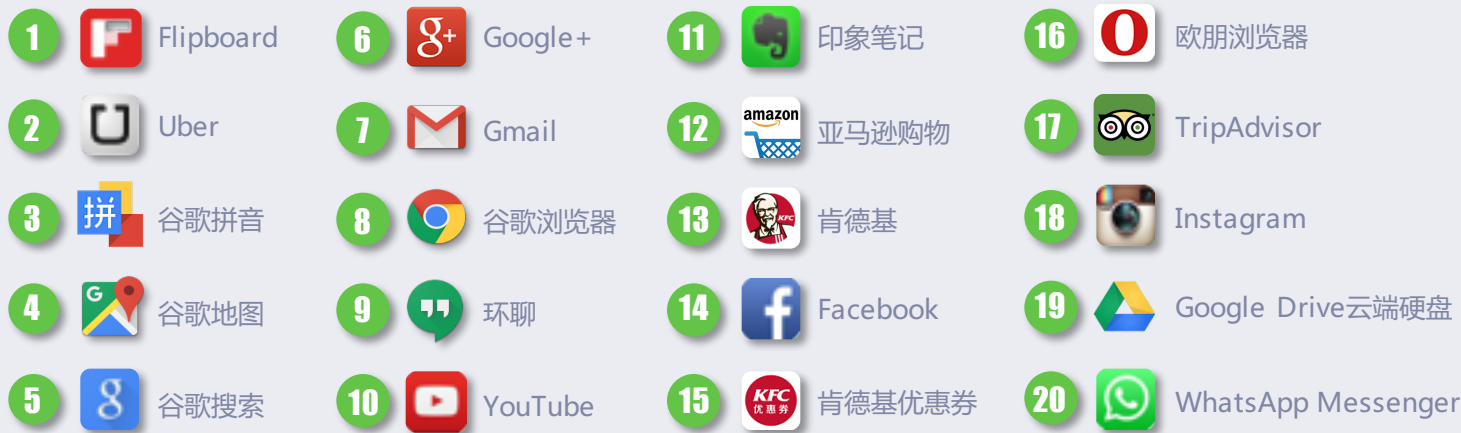 1 Flipboard
2 Uber
3 拼 谷歌拼音
4 G 谷歌地图
5 g 谷歌搜索
6 g+ Google+
7 Gmail
8 谷歌浏览器
9 环聊
10 YouTube
11 印象笔记
12 amazon 亚马逊购物
13 KFC 肯德基
14 f Facebook
15 KFC 优惠券 肯德基优惠券
16 欧朋浏览器
17 TripAdvisor
18 Instagram
19 Google Drive云端硬盘
20 WhatsApp Messenger